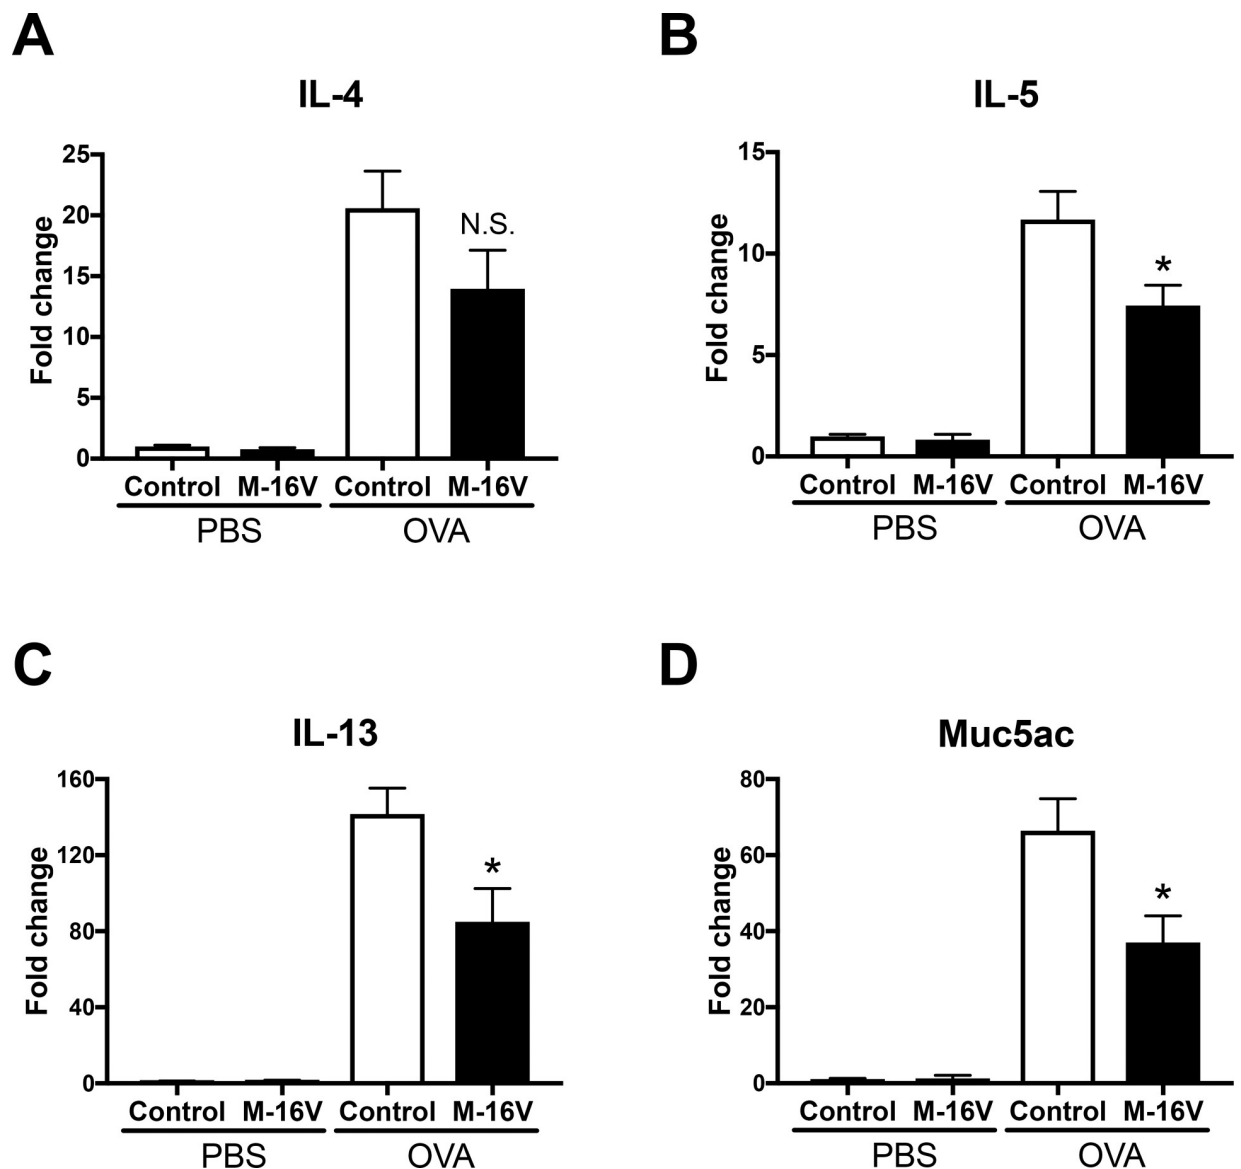 A
IL-4
Fold change
25
20
15
10
5
0
N.S.
Control M-16V Control M-16V
PBS OVA
B
IL-5
Fold change
15
10
5
0
*
Control M-16V Control M-16V
PBS OVA
C
IL-13
Fold change
160
120
80
40
0
*
Control M-16V Control M-16V
PBS OVA
D
Muc5ac
Fold change
80
60
40
20
0
*
Control M-16V Control M-16V
PBS OVA